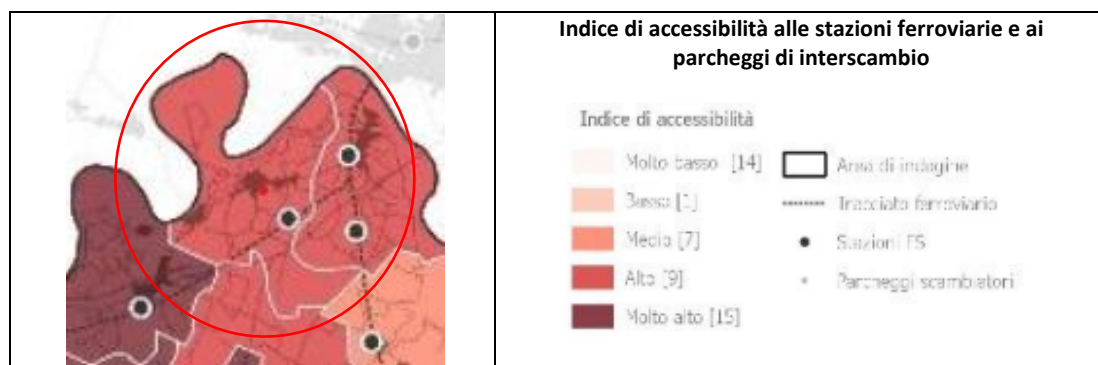 Indice di accessibilità alle stazioni ferroviarie e ai
parcheggi di interscambio
Indice di accessibilità
Molto basso [14]
Basso [1]
Medio [7]
Alto [9]
Molto alto [15]
Area di indagine
Tracciato ferroviario
Stazioni FS
Parcheggi scambiatori